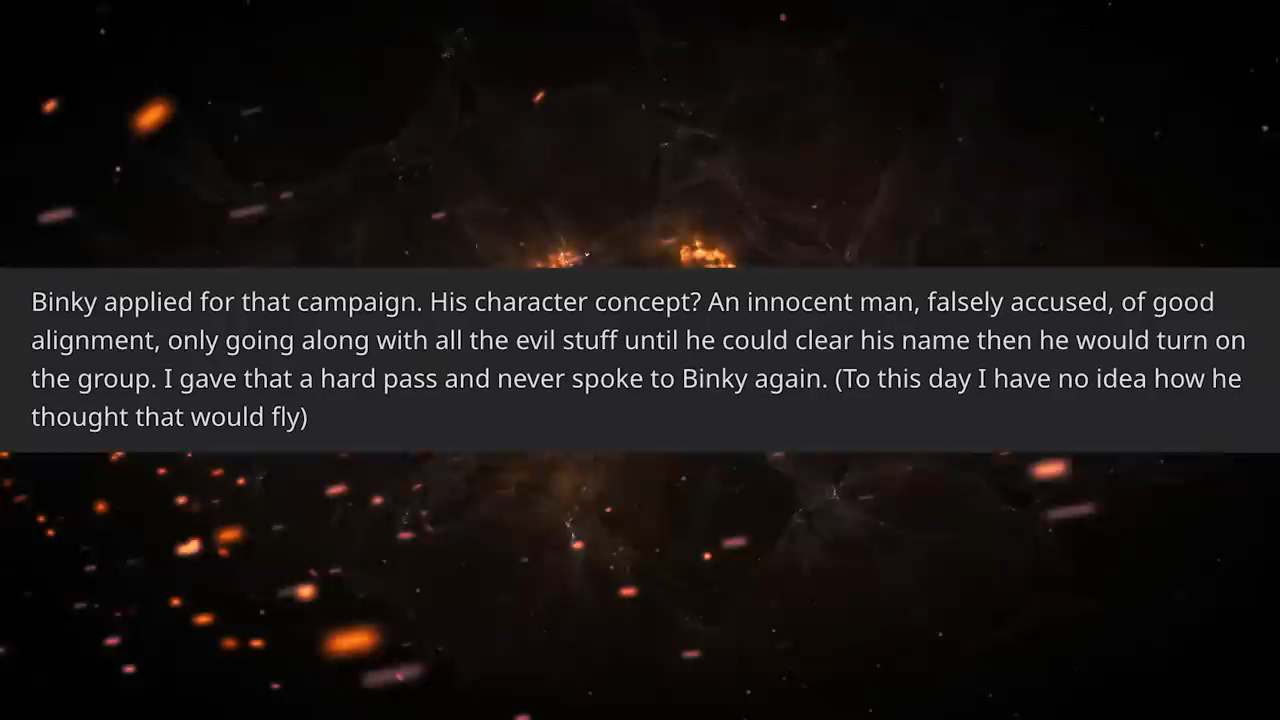 Binky applied for that campaign. His character concept? An innocent man, falsely accused, of good
alignment, only going along with all the evil stuff until he could clear his name then he would turn on
the group. I gave that a hard pass and never spoke to Binky again. (To this day I have no idea how he
thought that would fly)